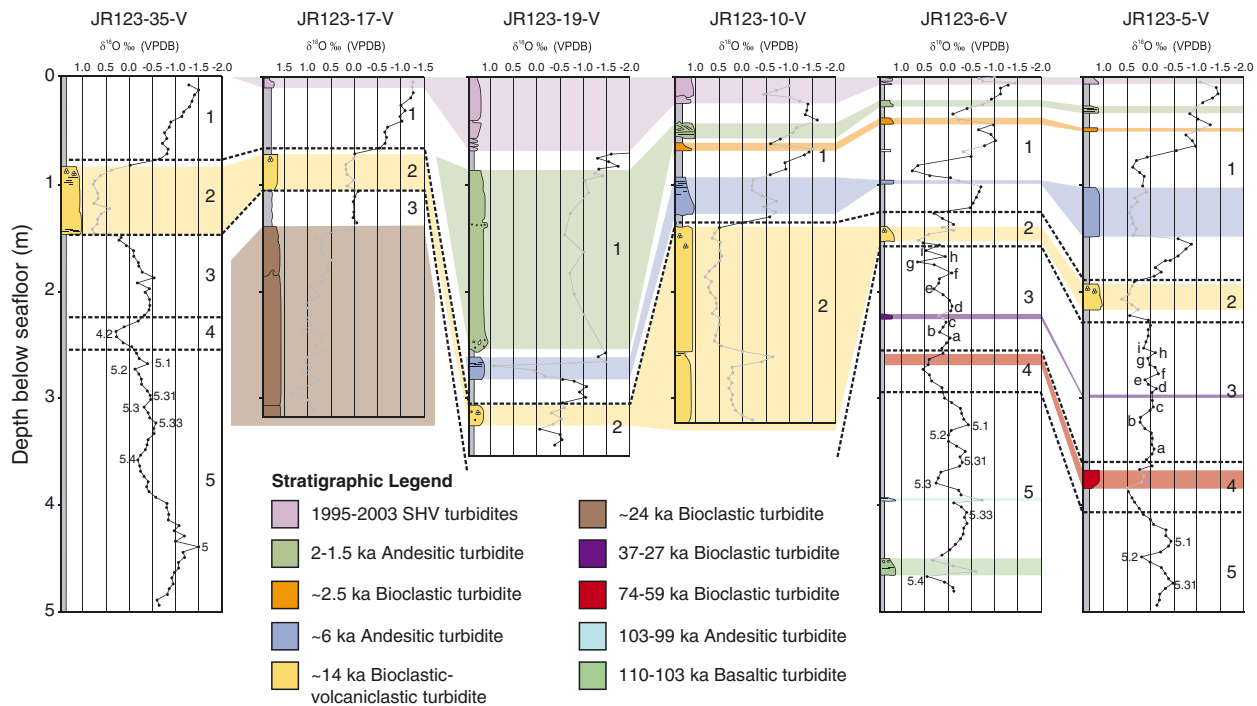 JR123-35-V JR123-17-V JR123-19-V JR123-10-V JR123-6-V JR123-5-V
δ18O ‰ (VPDB) δ18O ‰ (VPDB) δ18O ‰ (VPDB) δ18O ‰ (VPDB) δ18O ‰ (VPDB) δ18O ‰ (VPDB)
1.0 0.5 0.0 -0.5 -1.0 -1.5 -2.0
1.5 1.0 0.5 0.0 -0.5 -1.0 -1.5
1.0 0.5 0.0 -0.5 -1.0 -1.5 -2.0
1.0 0.5 0.0 -0.5 -1.0 -1.5 -2.0
1.0 0.5 0.0 -0.5 -1.0 -1.5 -2.0
1.0 0.5 0.0 -0.5 -1.0 -1.5 -2.0
Depth below seafloor (m)
0
1
2
3
4
5
1
2
3
4
4.2
5.1
5.2
5.31
5.3
5.33
5.4
5
5
1
2
3
1
2
1
2
1
2
i
h
g
f
e
3
d
c
b
a
4
5.1
5.2
5.31
5.3
5
5.33
5.4
1
2
i
h
g
f
e
d
3
c
b
a
4
5.1
5.2
5.31
5
Stratigraphic Legend
1995-2003 SHV turbidites
2-1.5 ka Andesitic turbidite
~2.5 ka Bioclastic turbidite
~6 ka Andesitic turbidite
~14 ka Bioclastic-
volcaniclastic turbidite
~24 ka Bioclastic turbidite
37-27 ka Bioclastic turbidite
74-59 ka Bioclastic turbidite
103-99 ka Andesitic turbidite
110-103 ka Basaltic turbidite